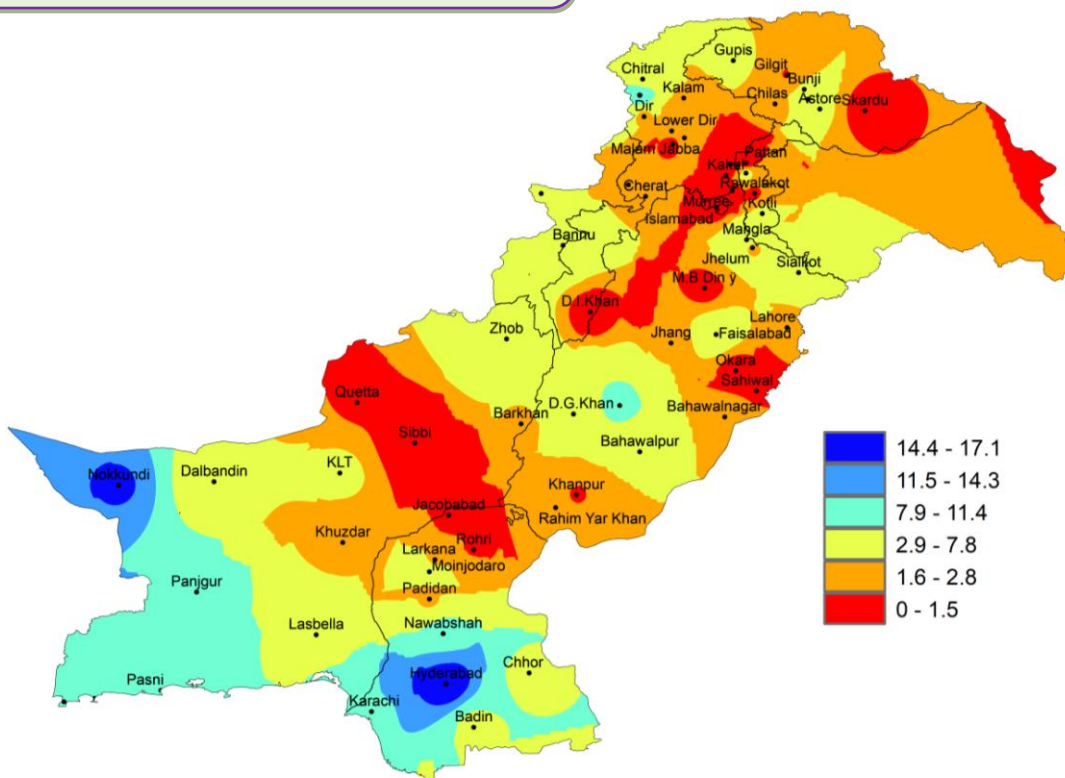 Gupis
Gilgit
Chitral
Bunji
Kalam
Chilas
Astore
Skardu
Dir
Lower Dir
Malam Jabba
Pattan
Kakul
Rawalakot
Cherat
Murree
Kotli
Islamabad
Mangla
Bannu
Jhelum
Sialkot
M.B Din ÿ
D.I.Khan
Lahore
Zhob
Jhang
Faisalabad
Okara
Sahiwal
Quetta
D.G.Khan
Bahawalnagar
Barkhan
Sibbi
Bahawalpur
14.4 - 17.1
11.5 - 14.3
7.9 - 11.4
2.9 - 7.8
1.6 - 2.8
0 - 1.5
KLT
Nokkundi
Dalbandin
Khanpur
Jacobabad
Rahim Yar Khan
Khuzdar
Rohri
Larkana
Moinjodaro
Panjgur
Padidan
Lasbella
Nawabshah
Chhor
Hyderabad
Pasni
Karachi
Badin